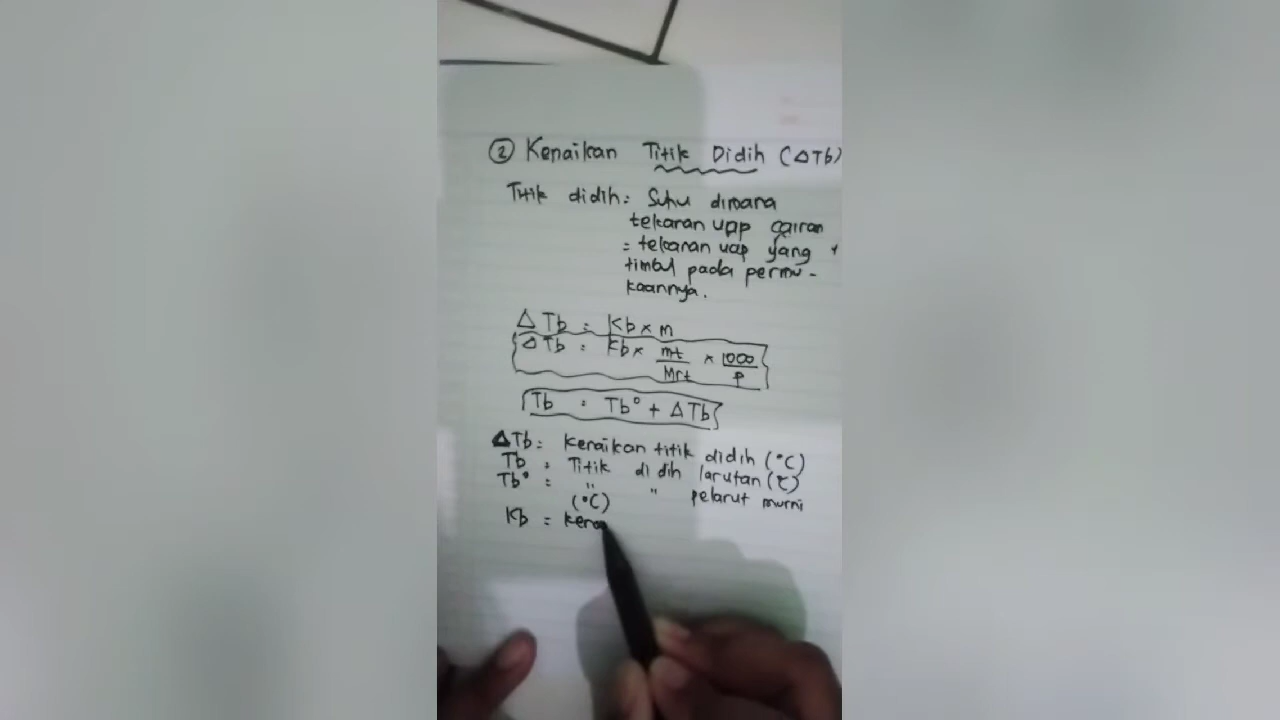 ② Kenaikan Titik Didih (ΔTb)
Titik didih : Suhu dimana
tekanan uap cairan
= tekanan uap yang
timbul pada permu-
kaannya.
Δ Tb = Kb × m
ΔTb = Kb × mt/Mrt × 1000/P
Tb = Tb° + ΔTb
ΔTb = Kenaikan titik didih (°C)
Tb = Titik didih larutan (°C)
Tb° = " " pelarut murni
(°C)
Kb = kena